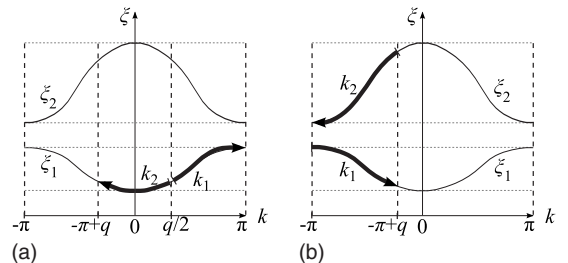 ξ ξ
ξ₂ k₂ ξ₂
ξ₁ k₂ k₁ k₁ ξ₁
-π -π+q 0 q/2 π k -π -π+q 0 π k
(a) (b)